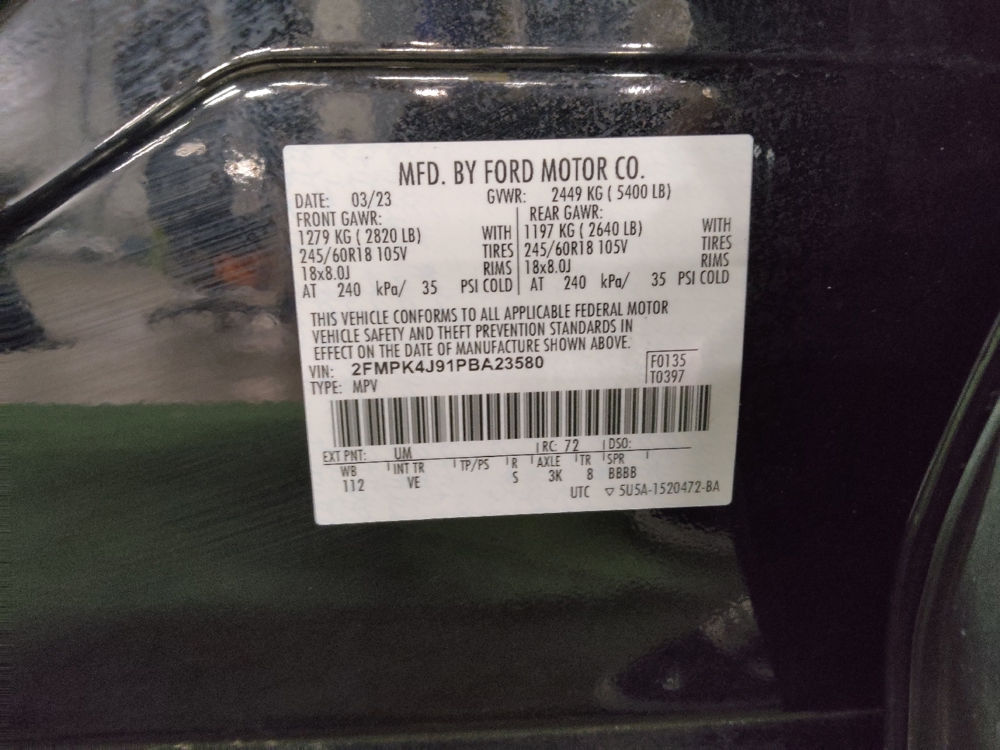 MFD. BY FORD MOTOR CO.
DATE: 03/23 GVWR: 2449 KG ( 5400 LB)
FRONT GAWR: REAR GAWR:
1279 KG ( 2820 LB) WITH 1197 KG ( 2640 LB) WITH
245/60R18 105V TIRES 245/60R18 105V TIRES
18x8.0J RIMS 18x8.0J RIMS
AT 240 kPa/ 35 PSI COLD AT 240 kPa/ 35 PSI COLD
THIS VEHICLE CONFORMS TO ALL APPLICABLE FEDERAL MOTOR
VEHICLE SAFETY AND THEFT PREVENTION STANDARDS IN
EFFECT ON THE DATE OF MANUFACTURE SHOWN ABOVE.
VIN: 2FMPK4J91PBA23580 F0135
TYPE: MPV T0397
EXT PNT: UM RC: 72 DSO:
WB INT TR TP/PS R AXLE TR SPR
112 VE S 3K 8 BBBB
UTC ▽ 5U5A-1520472-BA